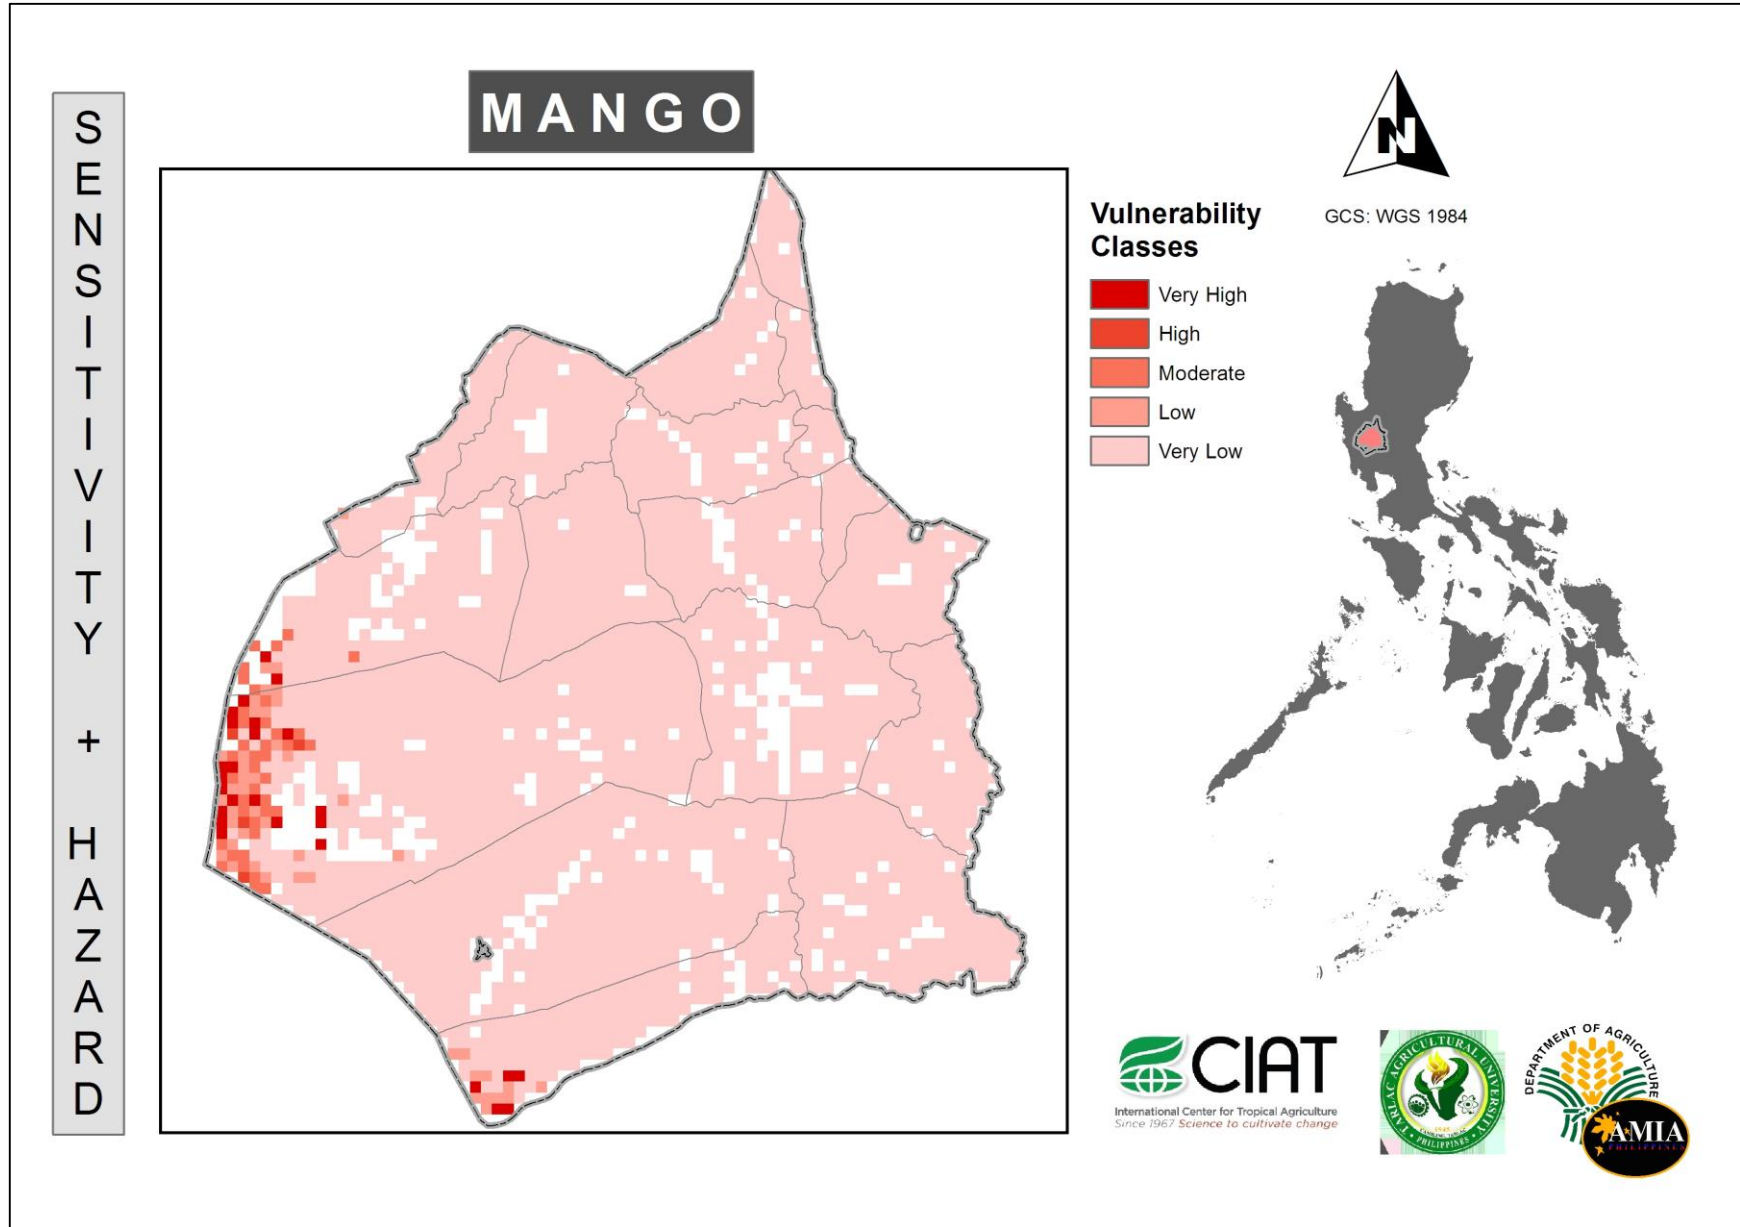 MANGO
SENSITIVITY + HAZARD
N
GCS: WGS 1984
Vulnerability
Classes
Very High
High
Moderate
Low
Very Low
CIAT
International Center for Tropical Agriculture
Since 1967 Science to cultivate change
TARLAC AGRICULTURAL UNIVERSITY
PHILIPPINES
DEPARTMENT OF AGRICULTURE
AMIA
PHILIPPINES